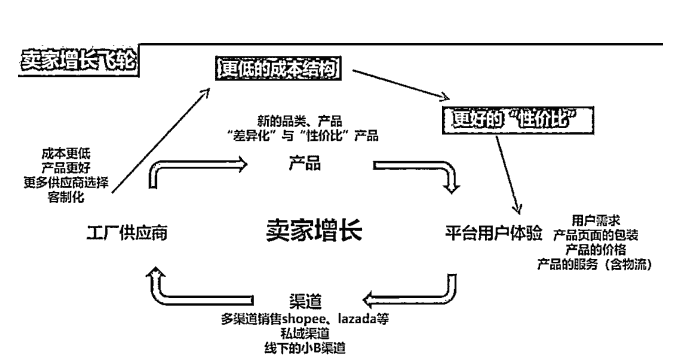 卖家增长飞轮
更低的成本结构
更好的“性价比”
新的品类、产品
“差异化”与“性价比”产品
产品
成本更低
产品更好
更多供应商选择
客制化
工厂供应商
卖家增长
平台用户体验
用户需求
产品页面的包装
产品的价格
产品的服务（含物流）
渠道
多渠道销售shopee、lazada等
私域渠道
线下的小B渠道